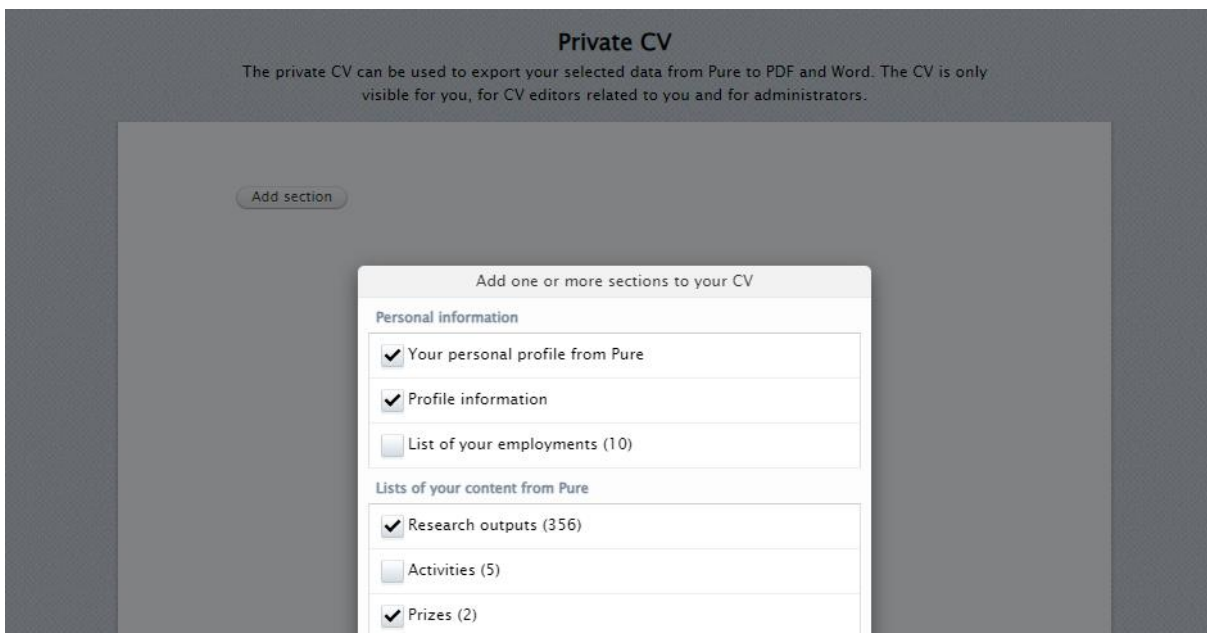 Private CV
The private CV can be used to export your selected data from Pure to PDF and Word. The CV is only
visible for you, for CV editors related to you and for administrators.
Add section
Add one or more sections to your CV
Personal information
Your personal profile from Pure
Profile information
List of your employments (10)
Lists of your content from Pure
Research outputs (356)
Activities (5)
Prizes (2)